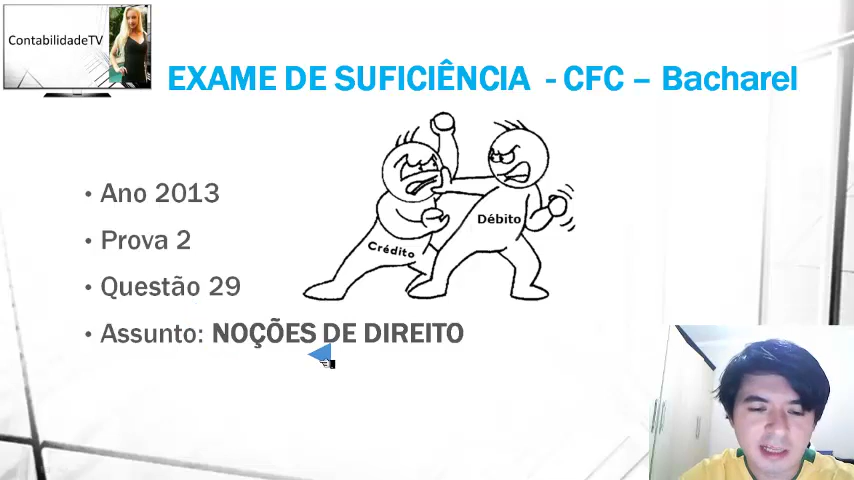 ContabilidadeTV
EXAME DE SUFICIÊNCIA - CFC – Bacharel
• Ano 2013
• Prova 2
• Questão 29
• Assunto: NOÇÕES DE DIREITO
Crédito
Débito